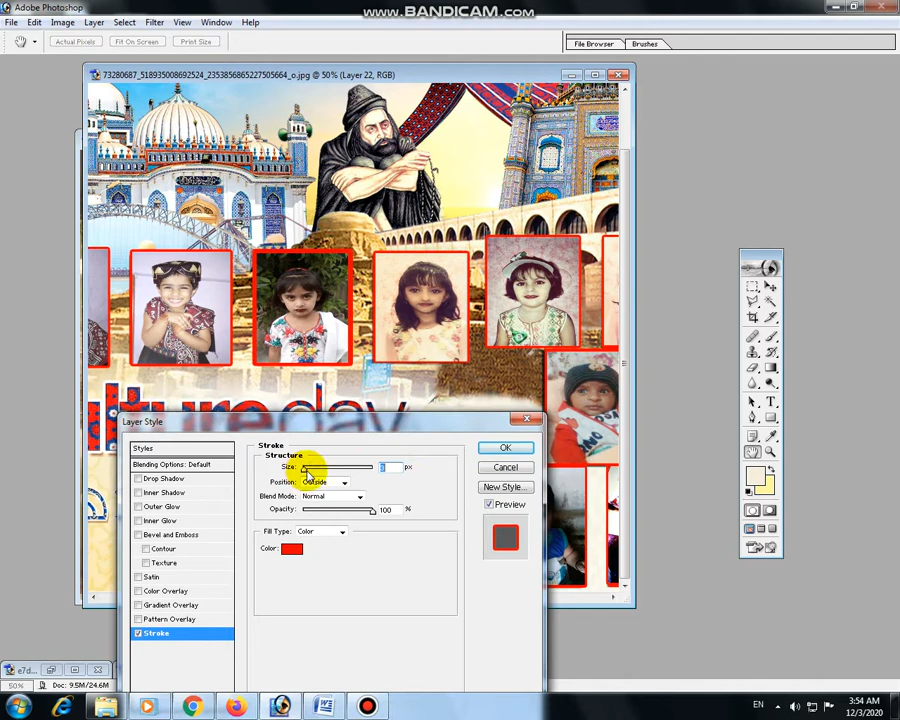 Adobe Photoshop
www.BANDICAM.com
File Edit Image Layer Select Filter View Window Help
Actual Pixels Fit On Screen Print Size
File Browser Brushes
73280687_518935008692524_2353856865227505664_o.jpg @ 50% (Layer 22, RGB)
lture day
Layer Style
Styles
Blending Options: Default
Drop Shadow
Inner Shadow
Outer Glow
Inner Glow
Bevel and Emboss
Contour
Texture
Satin
Color Overlay
Gradient Overlay
Pattern Overlay
Stroke
Stroke
Structure
Size: px
Position: Outside
Blend Mode: Normal
Opacity: 100 %
Fill Type: Color
Color:
OK
Cancel
New Style...
Preview
e7d...
50% Doc: 9.5M/24.6M
EN
3:54 AM
12/3/2020